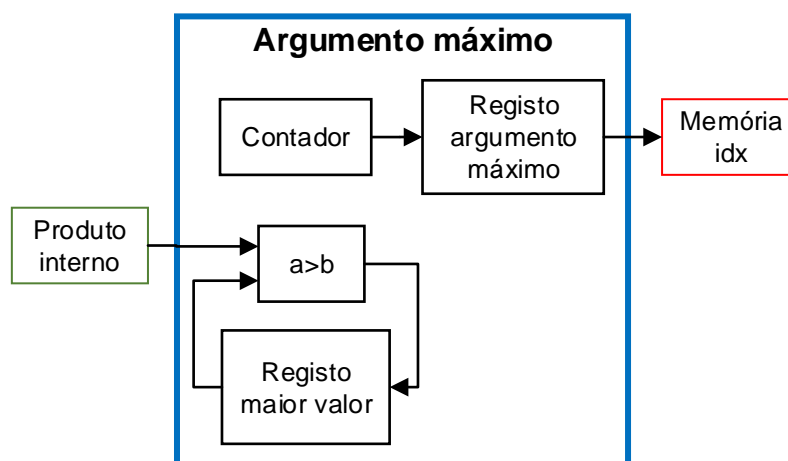 Argumento máximo
Contador
Registo
argumento
máximo
Memória
idx
Produto
interno
a>b
Registo
maior valor